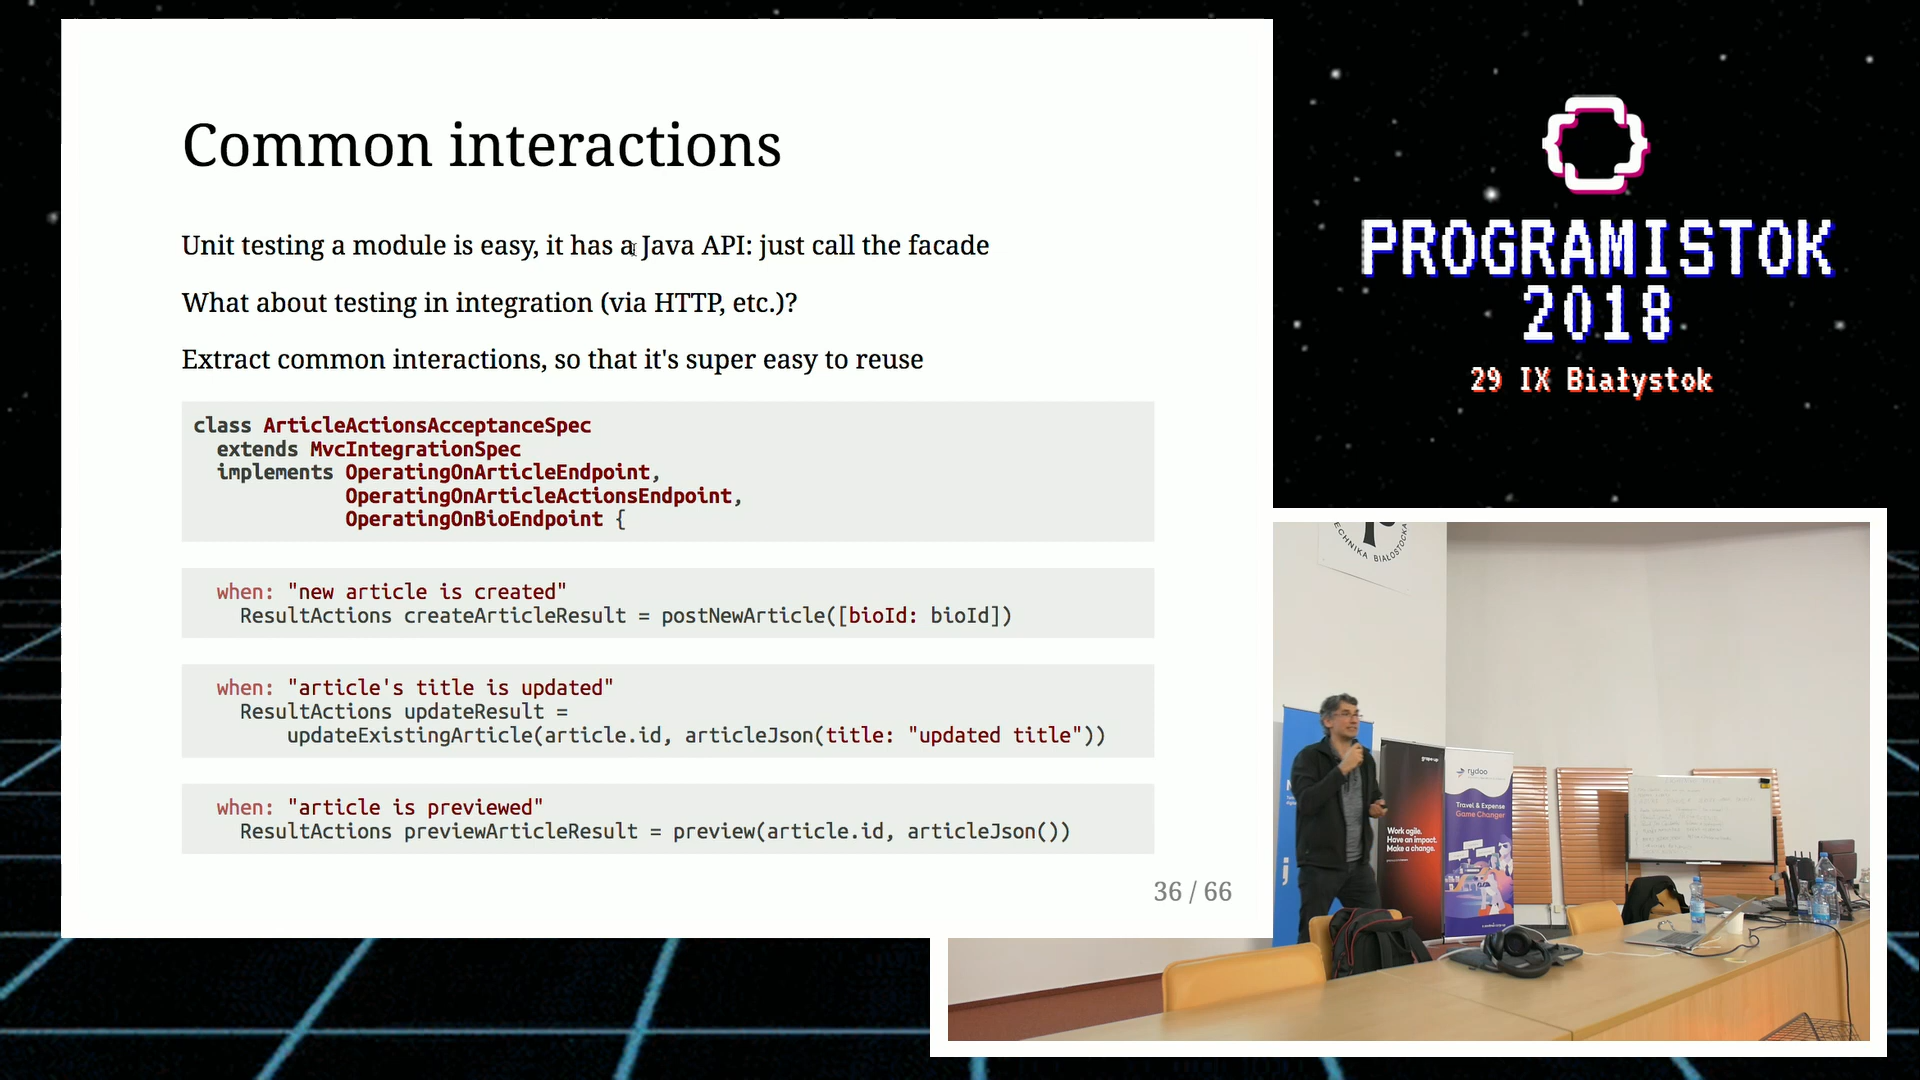 Common interactions
Unit testing a module is easy, it has a Java API: just call the facade
What about testing in integration (via HTTP, etc.)?
Extract common interactions, so that it's super easy to reuse
class ArticleActionsAcceptanceSpec
extends MvcIntegrationSpec
implements OperatingOnArticleEndpoint,
OperatingOnArticleActionsEndpoint,
OperatingOnBioEndpoint {
when: "new article is created"
ResultActions createArticleResult = postNewArticle([bioId: bioId])
when: "article's title is updated"
ResultActions updateResult =
updateExistingArticle(article.id, articleJson(title: "updated title"))
when: "article is previewed"
ResultActions previewArticleResult = preview(article.id, articleJson())
36 / 66
PROGRAMISTOK
2018
29 IX Białystok
ECHNIKA BIAŁOSTOCK
grape up
Work agile.
Have an impact.
Make a change.
rydoo
Travel & Expense
Game Changer